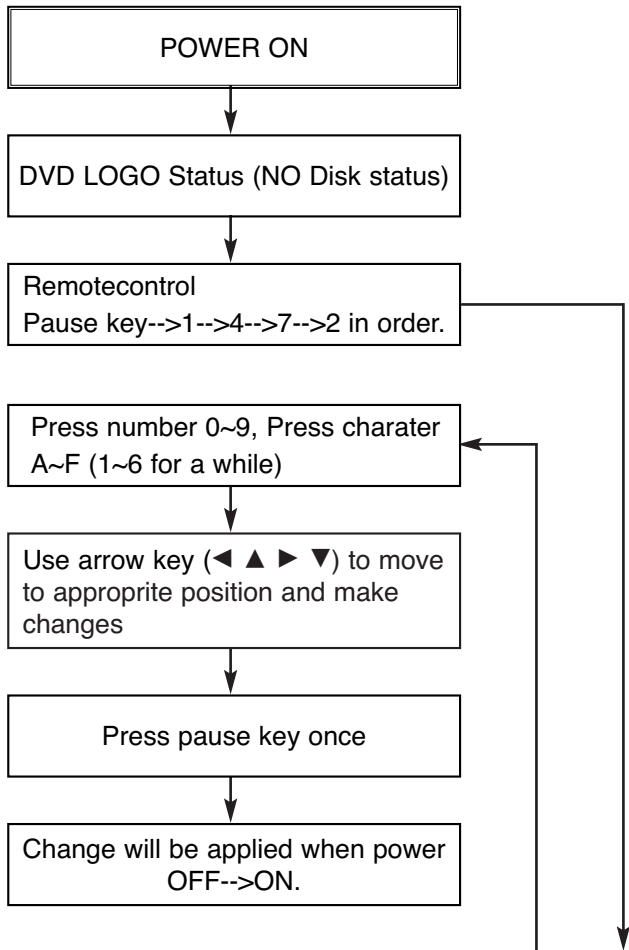 POWER ON
DVD LOGO Status (NO Disk status)
Remotecontrol
Pause key-->1-->4-->7-->2 in order.
Press number 0~9, Press charater
A~F (1~6 for a while)
Use arrow key (◀ ▲ ▶ ▼) to move
to approprite position and make
changes
Press pause key once
Change will be applied when power
OFF-->ON.